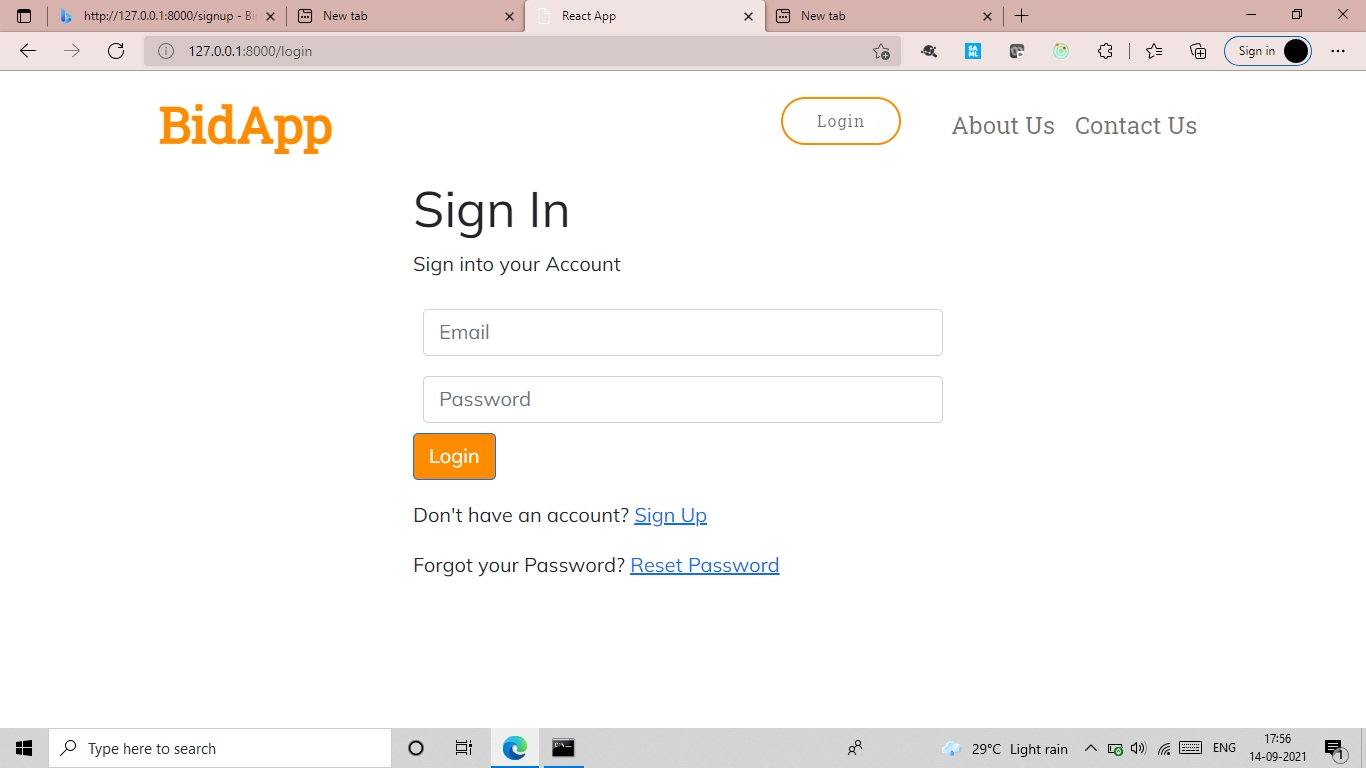 http://127.0.0.1:8000/signup - Bi
New tab
React App
New tab
127.0.0.1:8000/login
SA
ML
Sign in
BidApp
Login
About Us
Contact Us
Sign In
Sign into your Account
Email
Password
Login
Don't have an account? Sign Up
Forgot your Password? Reset Password
Type here to search
29°C Light rain
ENG
17:56
14-09-2021
1